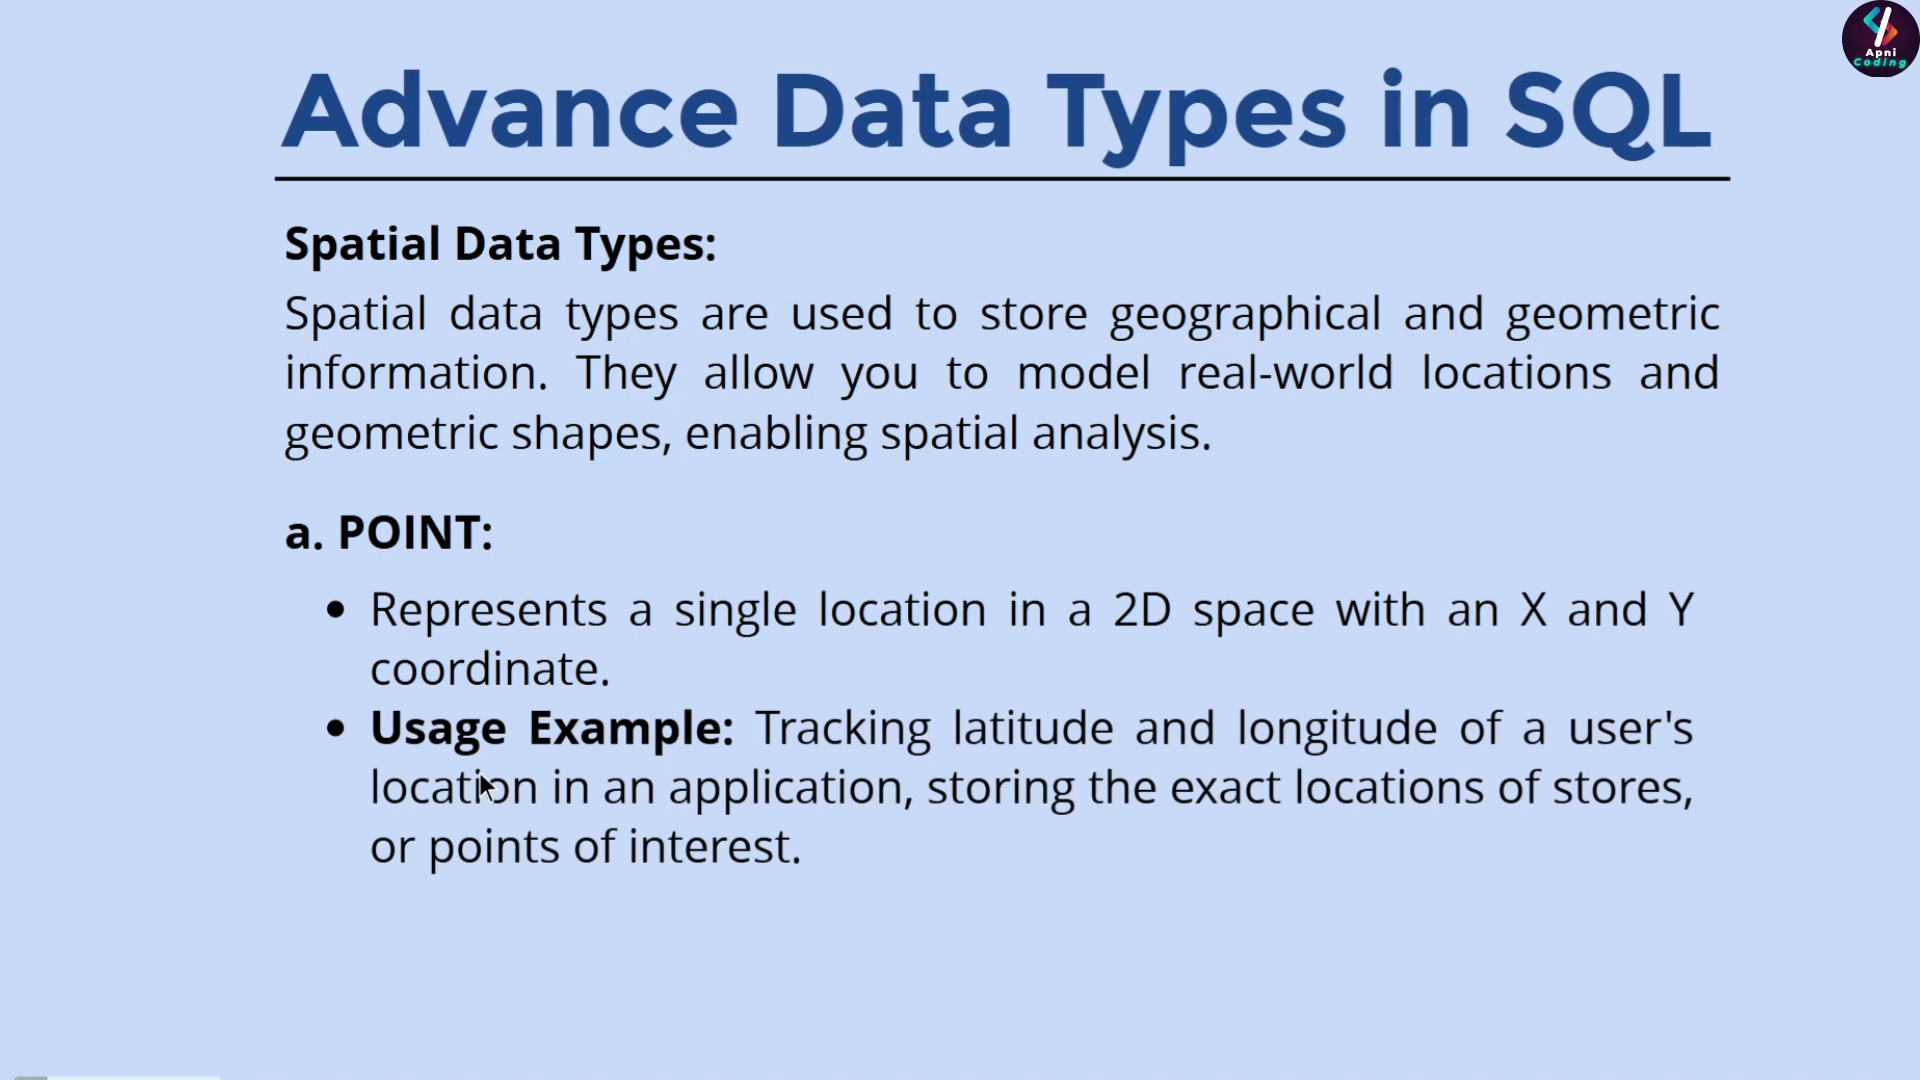 Apni
Coding
Advance Data Types in SQL
Spatial Data Types:
Spatial data types are used to store geographical and geometric
information. They allow you to model real-world locations and
geometric shapes, enabling spatial analysis.
a. POINT:
• Represents a single location in a 2D space with an X and Y
coordinate.
• Usage Example: Tracking latitude and longitude of a user's
location in an application, storing the exact locations of stores,
or points of interest.